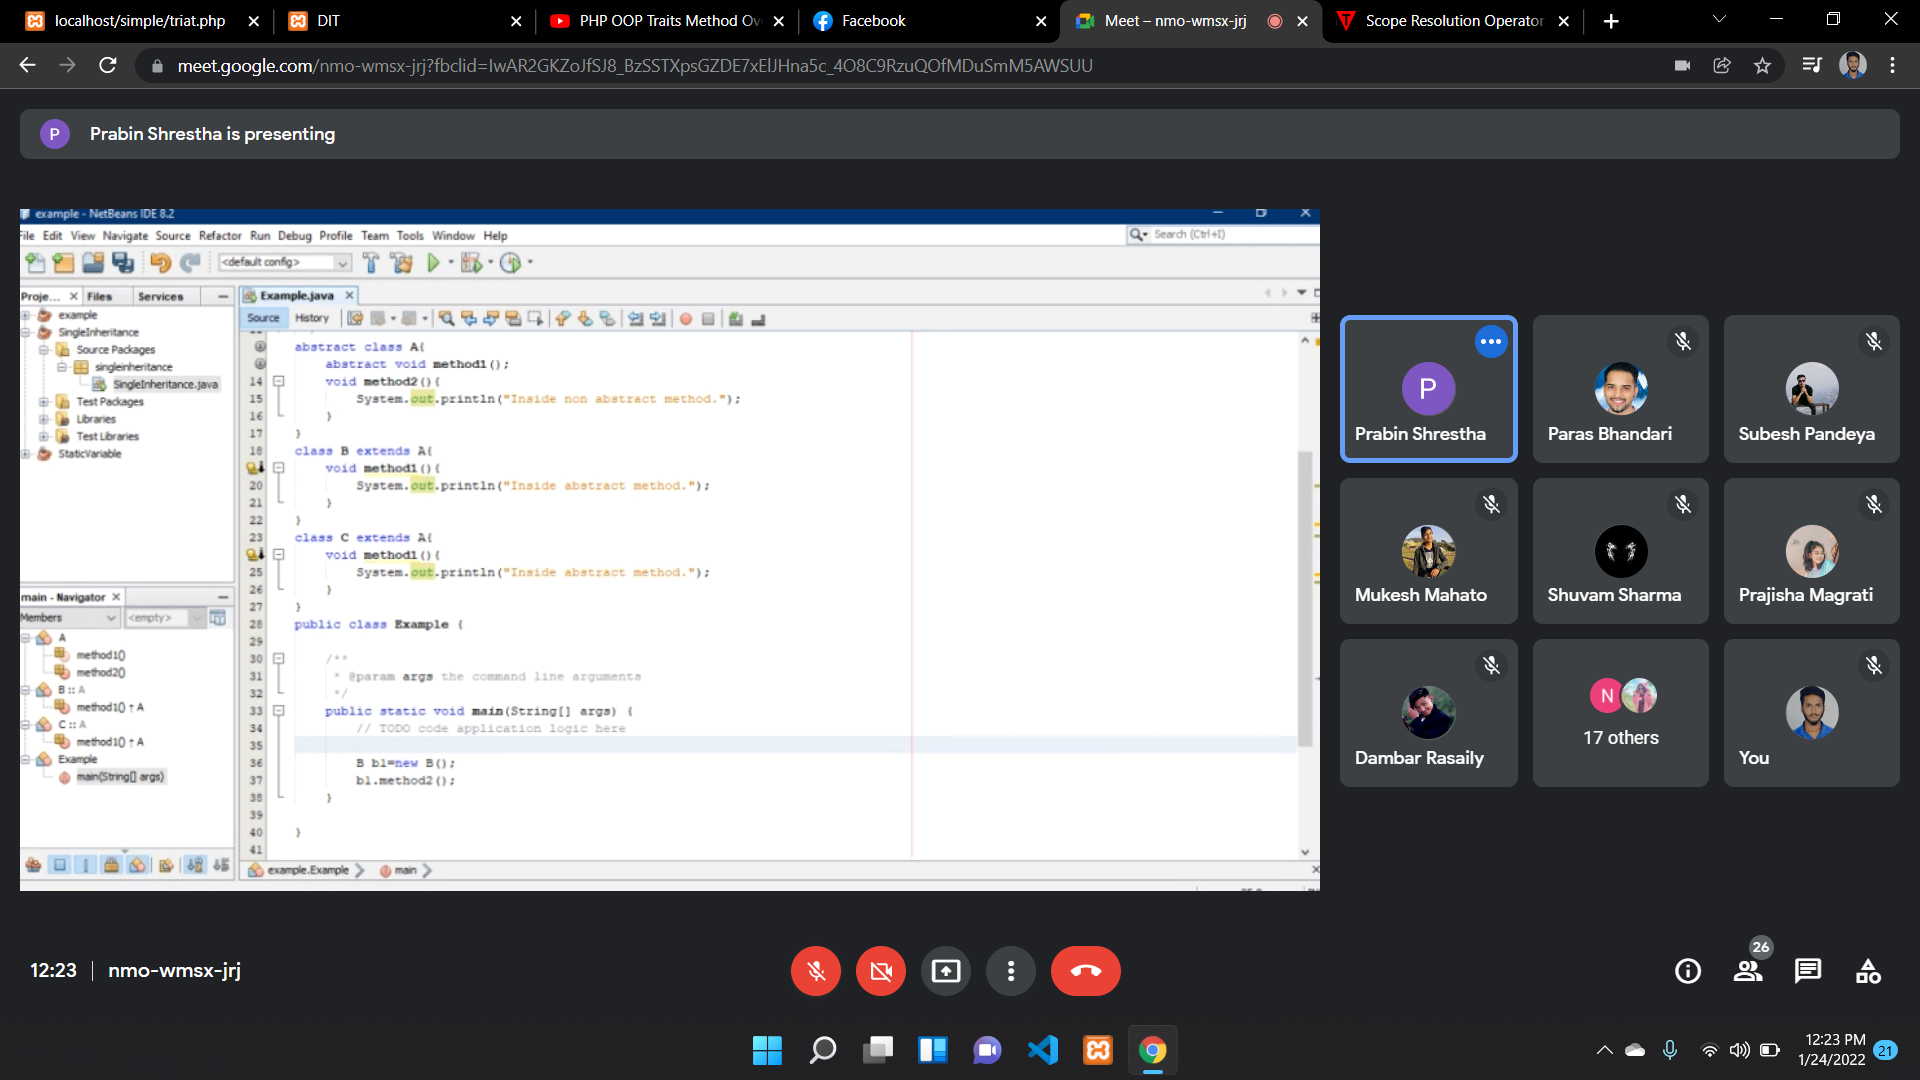 localhost/simple/triat.php
DIT
PHP OOP Traits Method Ov
Facebook
Meet – nmo-wmsx-jrj
Scope Resolution Operator
meet.google.com/nmo-wmsx-jrj?fbclid=IwAR2GKZoJfSJ8_BzSSTXpsGZDE7xElJHna5c_4O8C9RzuQOfMDuSmM5AWSUU
P
Prabin Shrestha is presenting
example - NetBeans IDE 8.2
File Edit View Navigate Source Refactor Run Debug Profile Team Tools Window Help
Search (Ctrl+I)
<default config>
Proje...
Files
Services
example
SingleInheritance
Source Packages
singleinheritance
SingleInheritance.java
Test Packages
Libraries
Test Libraries
StaticVariable
main - Navigator
Members
<empty>
A
method1()
method2()
B :: A
method1() ↑ A
C :: A
method1() ↑ A
Example
main(String[] args)
Example.java
Source
History
abstract class A{
abstract void method1();
14 void method2(){
15 System.out.println("Inside non abstract method.");
16 }
17 }
18 class B extends A{
void method1(){
20 System.out.println("Inside abstract method.");
21 }
22 }
23 class C extends A{
void method1(){
25 System.out.println("Inside abstract method.");
26 }
27 }
28 public class Example {
29
30 /**
31 * @param args the command line arguments
32 */
33 public static void main(String[] args) {
34 // TODO code application logic here
35
36 B b1=new B();
37 b1.method2();
38 }
39
40 }
41
example.Example
main
P
Prabin Shrestha
Paras Bhandari
Subesh Pandeya
Mukesh Mahato
Shuvam Sharma
Prajisha Magrati
Dambar Rasaily
N
17 others
You
12:23 | nmo-wmsx-jrj
26
12:23 PM
1/24/2022
21